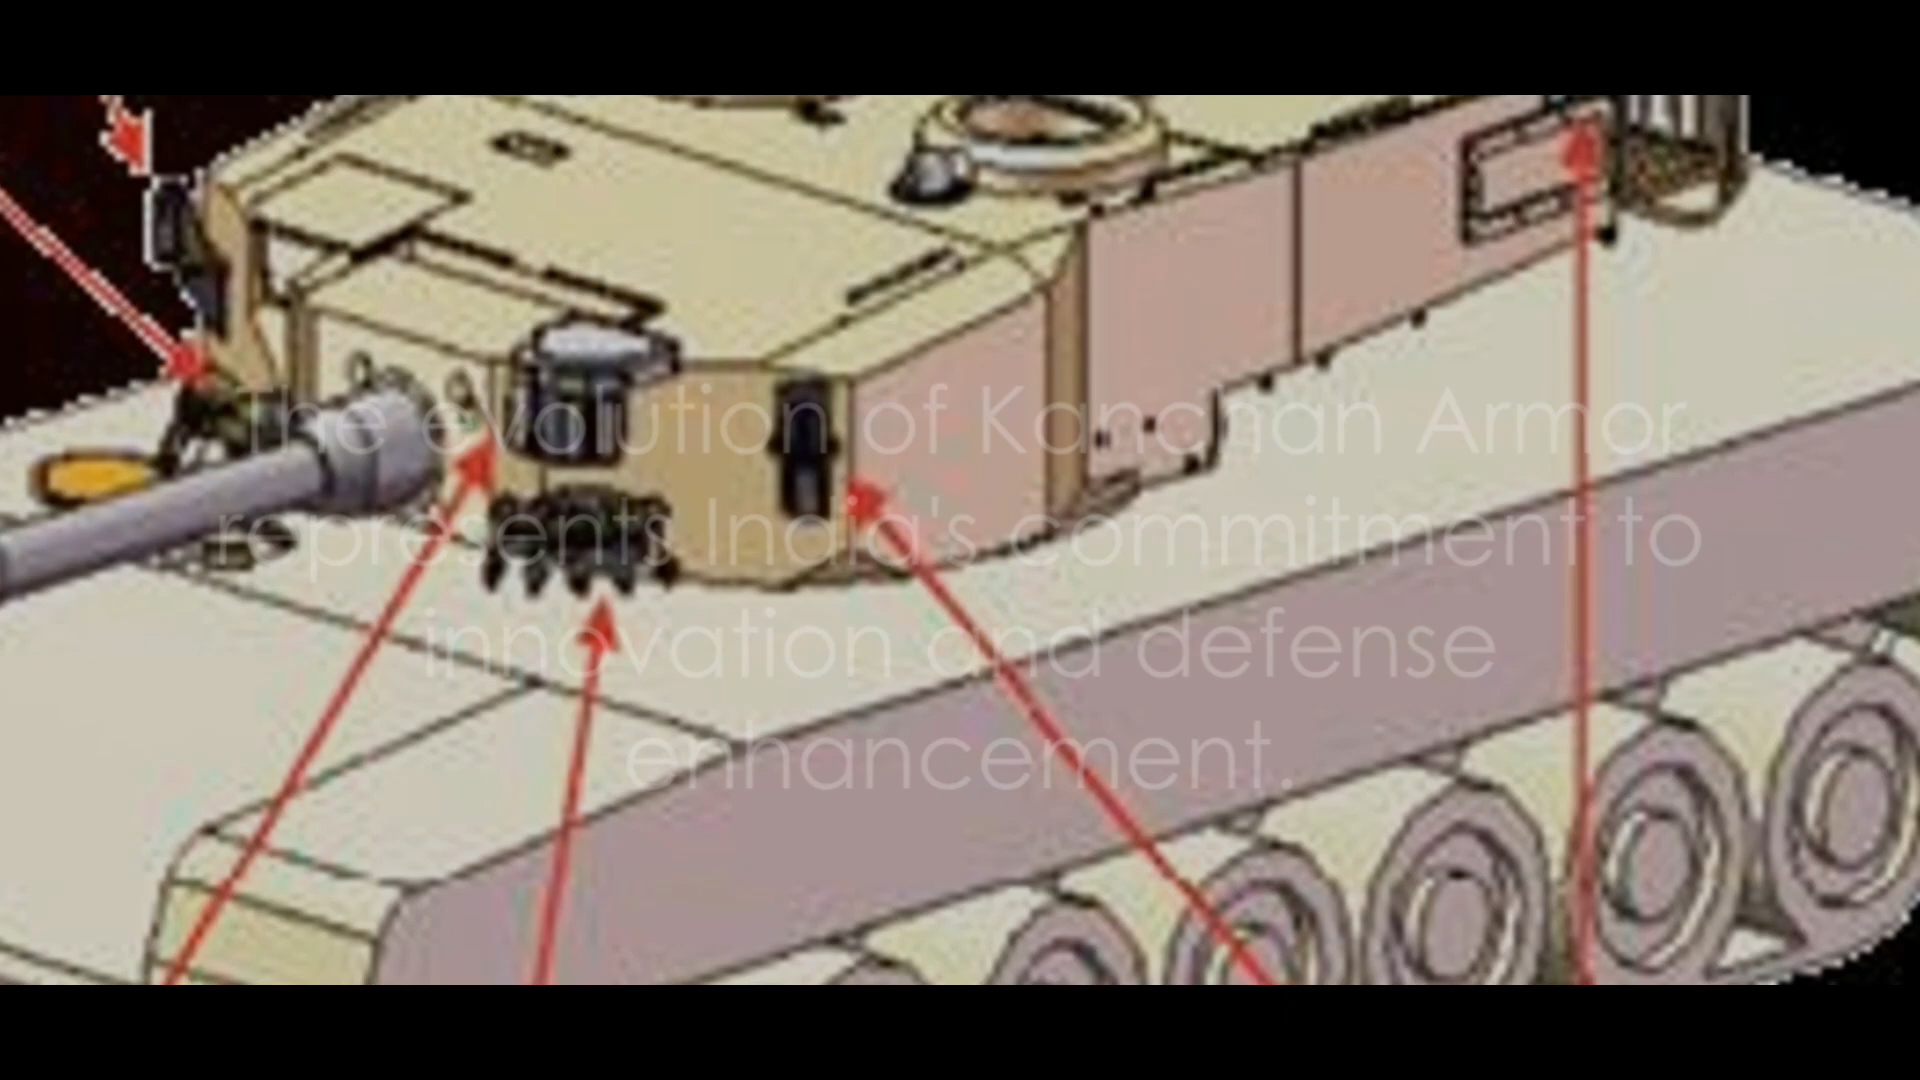 The evolution of Kanchan Armor
represents India's commitment to
innovation and defense
enhancement.